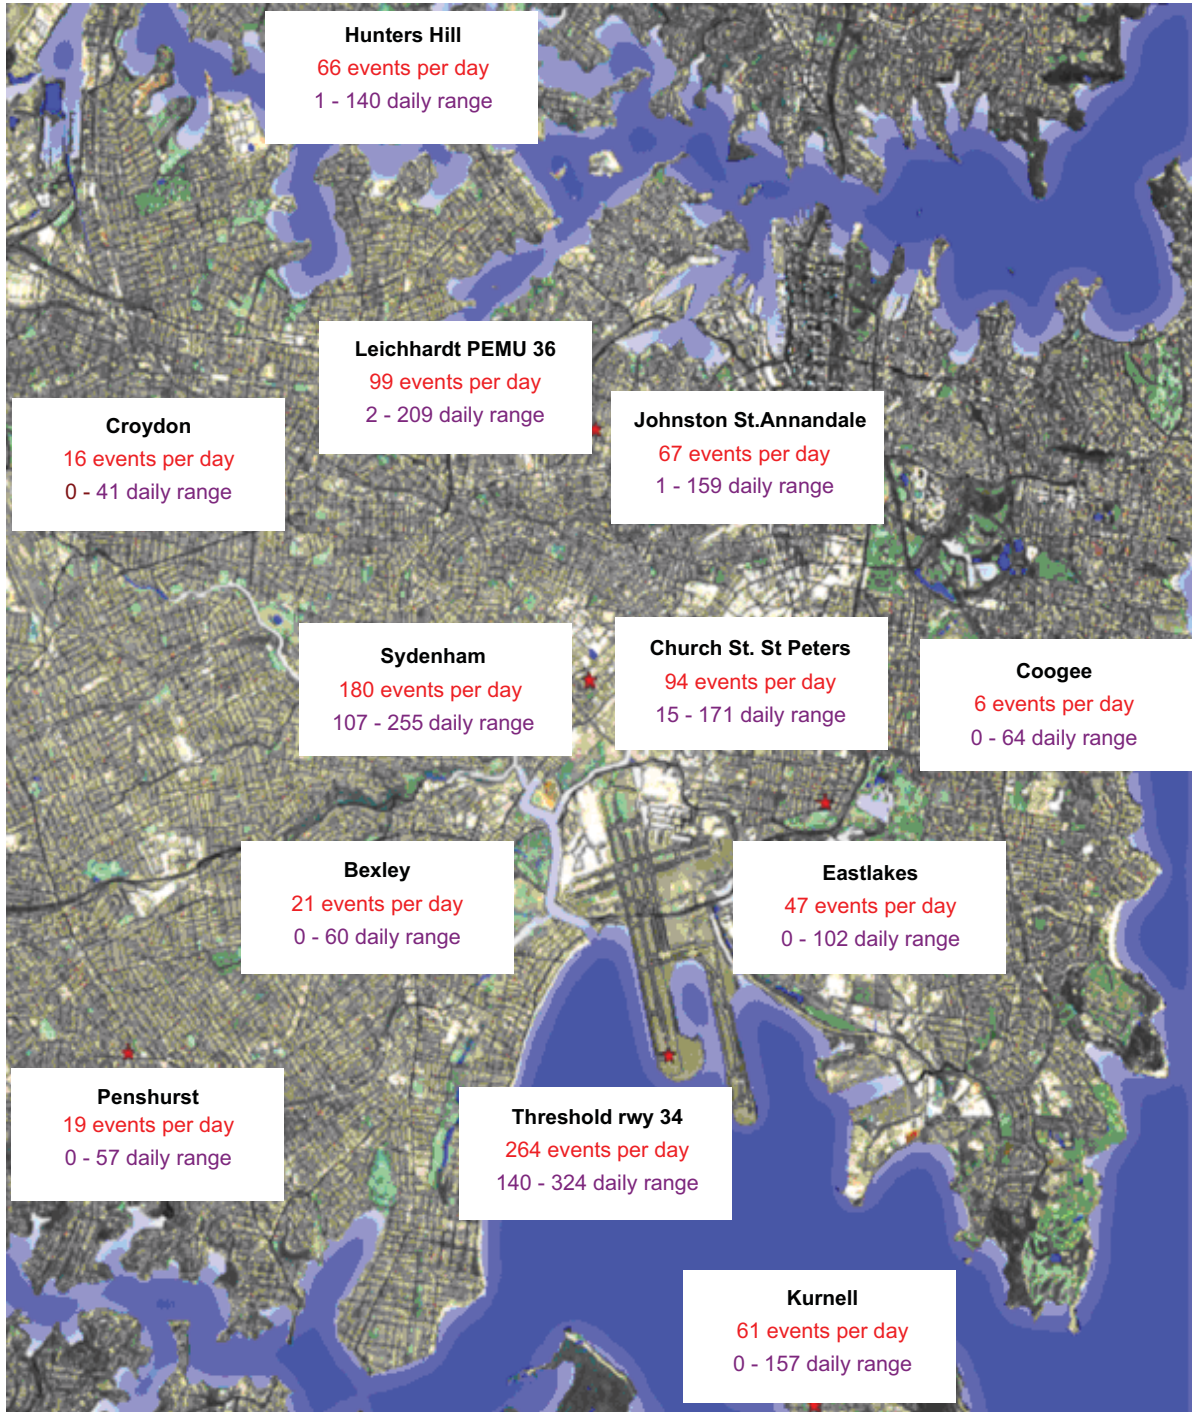 Hunters Hill
66 events per day
1 - 140 daily range
Leichhardt PEMU 36
99 events per day
2 - 209 daily range
Johnston St.Annandale
67 events per day
1 - 159 daily range
Croydon
16 events per day
0 - 41 daily range
Sydenham
180 events per day
107 - 255 daily range
Church St. St Peters
94 events per day
15 - 171 daily range
Coogee
6 events per day
0 - 64 daily range
Bexley
21 events per day
0 - 60 daily range
Eastlakes
47 events per day
0 - 102 daily range
Penshurst
19 events per day
0 - 57 daily range
Threshold rwy 34
264 events per day
140 - 324 daily range
Kurnell
61 events per day
0 - 157 daily range